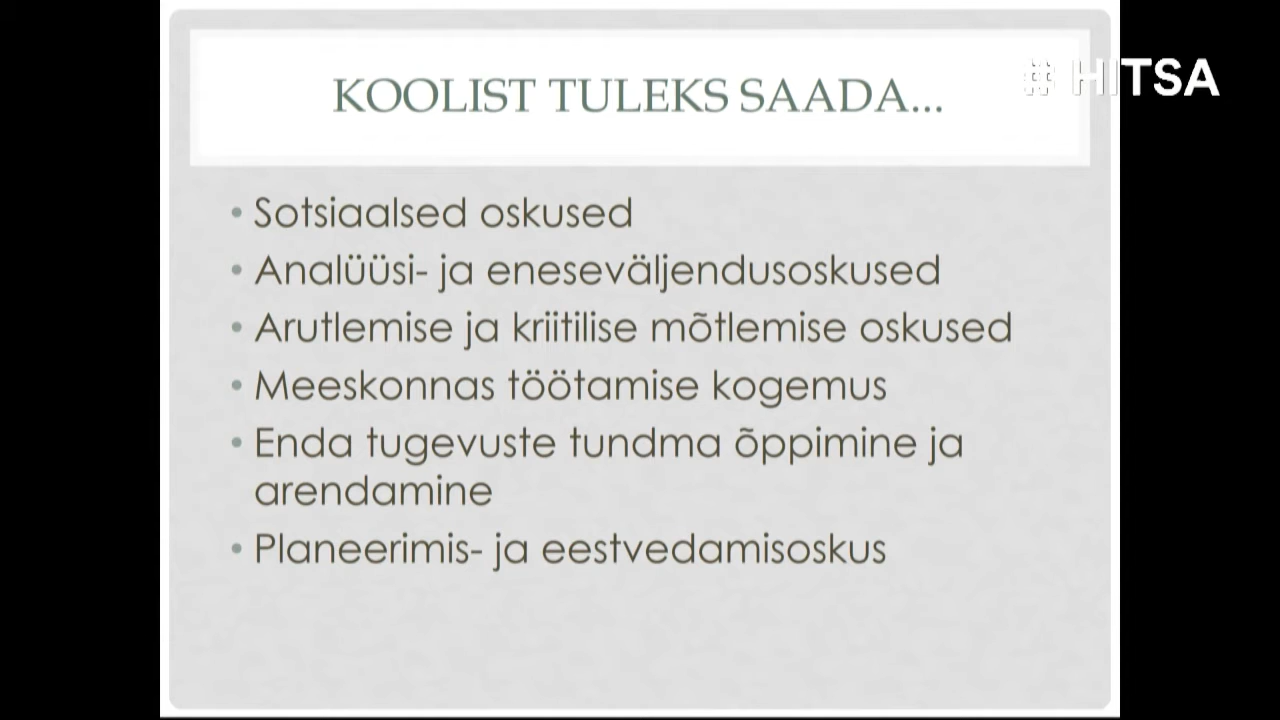 KOOLIST TULEKS SAADA...
# HITSA
• Sotsiaalsed oskused
• Analüüsi- ja eneseväljendusoskused
• Arutlemise ja kriitilise mõtlemise oskused
• Meeskonnas töötamise kogemus
• Enda tugevuste tundma õppimine ja
arendamine
• Planeerimis- ja eestvedamisoskus